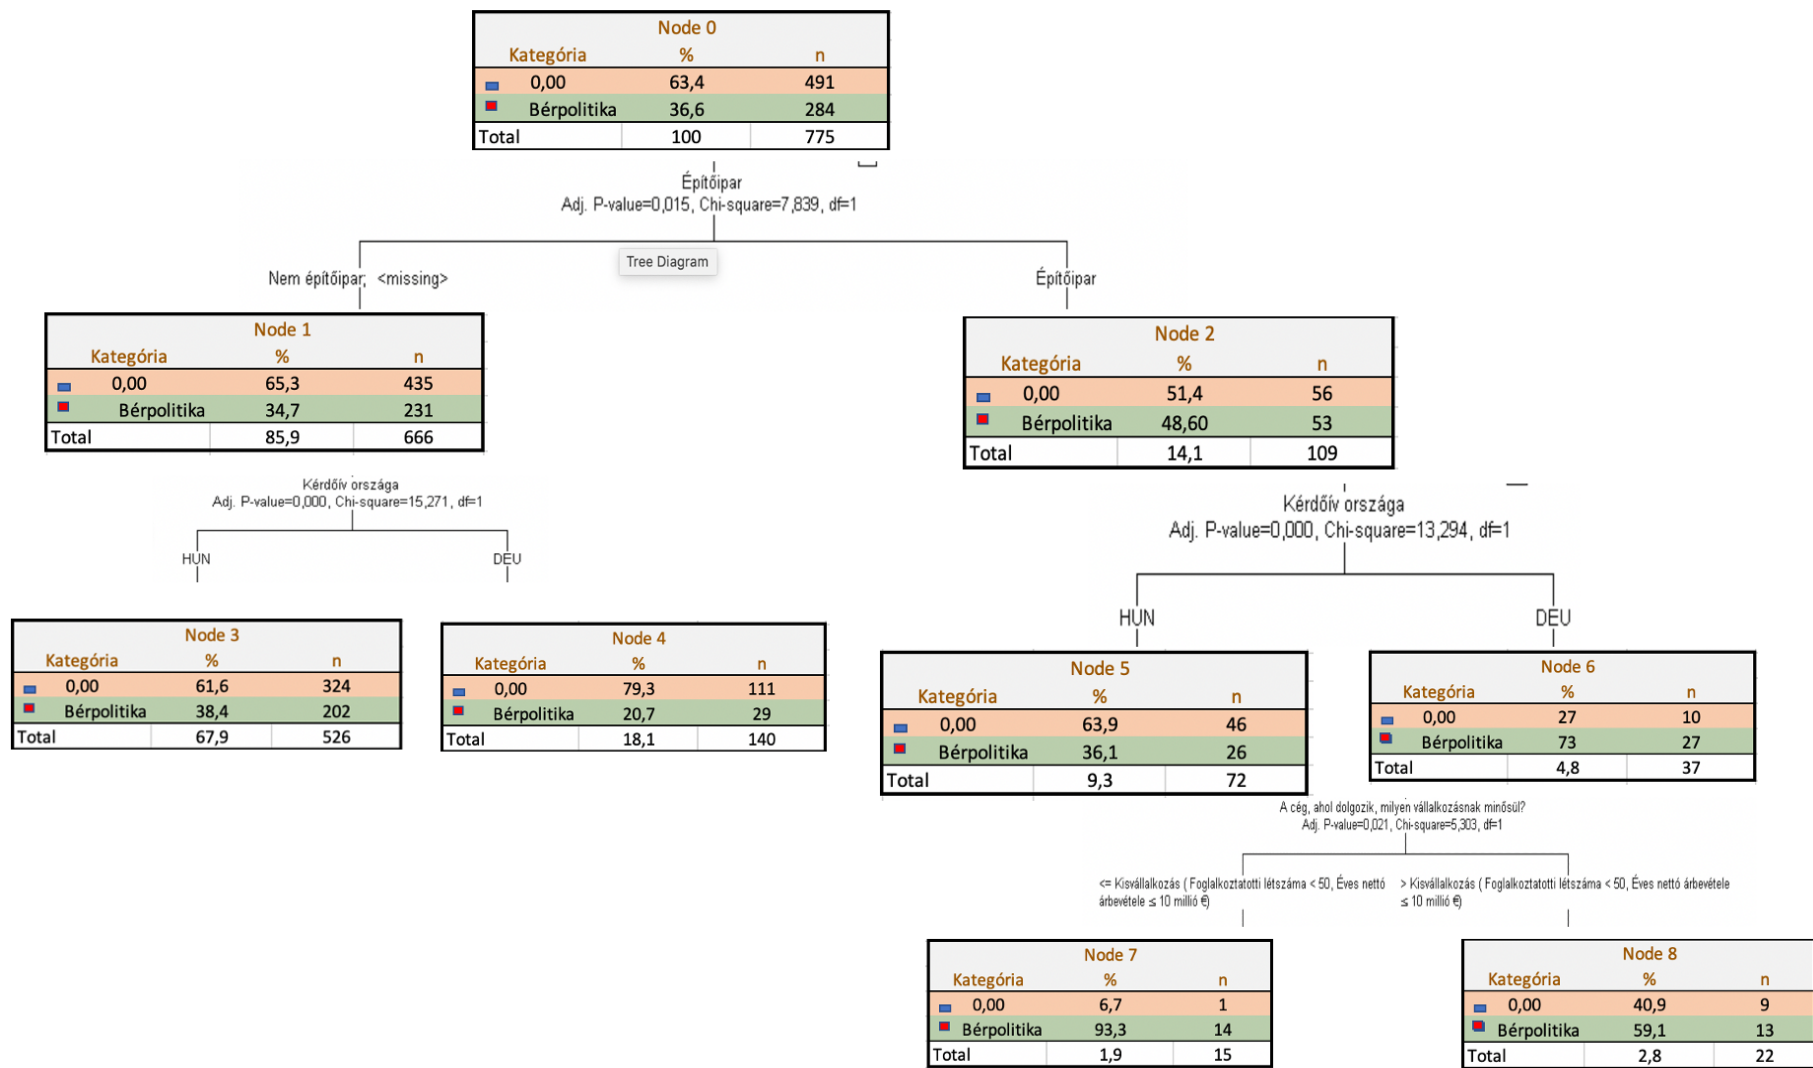 Node 0
Kategória % n
0,00 63,4 491
Bérpolitika 36,6 284
Total 100 775
Építőipar
Adj. P-value=0,015, Chi-square=7,839, df=1
Tree Diagram
Nem építőipar; <missing>
Építőipar
Node 1
Kategória % n
0,00 65,3 435
Bérpolitika 34,7 231
Total 85,9 666
Node 2
Kategória % n
0,00 51,4 56
Bérpolitika 48,60 53
Total 14,1 109
Kérdőív országa
Adj. P-value=0,000, Chi-square=15,271, df=1
HUN
DEU
Kérdőív országa
Adj. P-value=0,000, Chi-square=13,294, df=1
HUN
DEU
Node 3
Kategória % n
0,00 61,6 324
Bérpolitika 38,4 202
Total 67,9 526
Node 4
Kategória % n
0,00 79,3 111
Bérpolitika 20,7 29
Total 18,1 140
Node 5
Kategória % n
0,00 63,9 46
Bérpolitika 36,1 26
Total 9,3 72
Node 6
Kategória % n
0,00 27 10
Bérpolitika 73 27
Total 4,8 37
A cég, ahol dolgozik, milyen vállalkozásnak minősül?
Adj. P-value=0,021, Chi-square=5,303, df=1
<= Kisvállalkozás ( Foglalkoztatotti létszáma < 50, Éves nettó
árbevétele ≤ 10 millió €)
> Kisvállalkozás ( Foglalkoztatotti létszáma < 50, Éves nettó árbevétele
≤ 10 millió €)
Node 7
Kategória % n
0,00 6,7 1
Bérpolitika 93,3 14
Total 1,9 15
Node 8
Kategória % n
0,00 40,9 9
Bérpolitika 59,1 13
Total 2,8 22